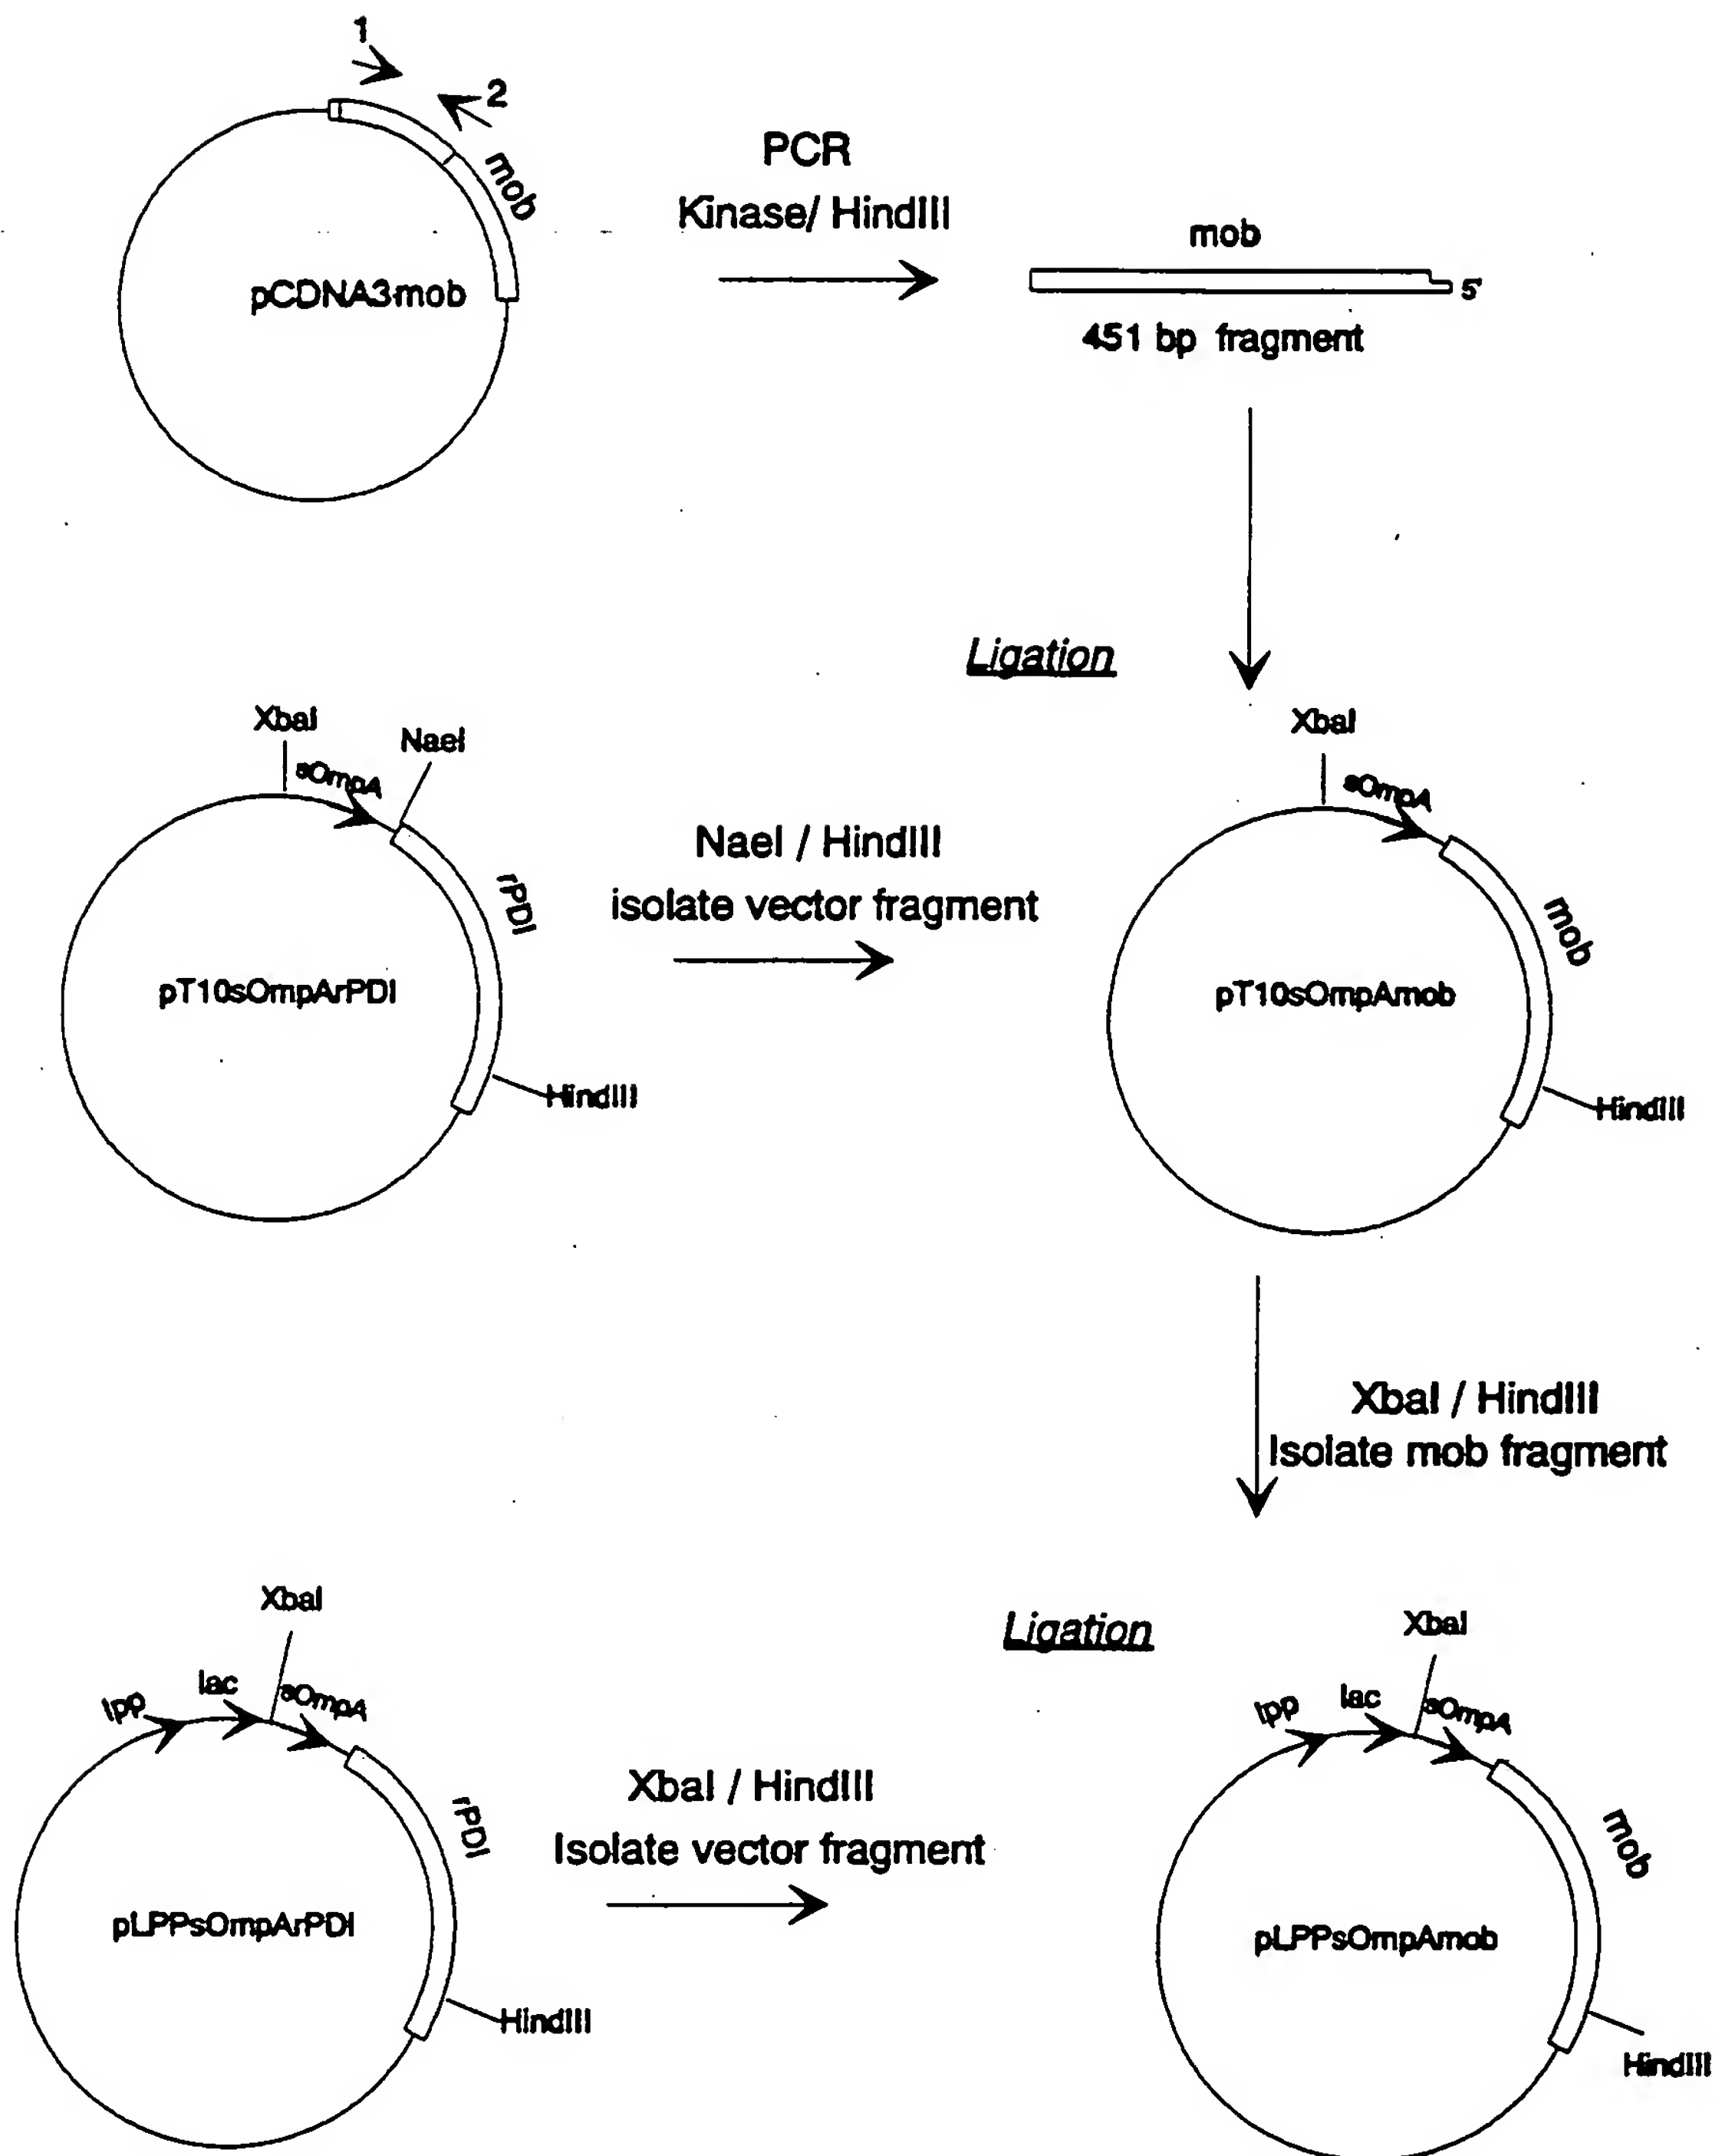 1
2
mob
pCDNA3mob
PCR
Kinase/ HindIII
mob
5'
451 bp fragment
Ligation
XbaI
sOmpA
NaeI
rPDI
pT10sOmpArPDI
HindIII
NaeI / HindIII
isolate vector fragment
XbaI
sOmpA
mob
pT10sOmpAmob
HindIII
XbaI / HindIII
Isolate mob fragment
Ligation
XbaI
lpp
lac
sOmpA
rPDI
pLPPsOmpArPDI
HindIII
XbaI / HindIII
Isolate vector fragment
XbaI
lpp
lac
sOmpA
mob
pLPPsOmpAmob
HindIII